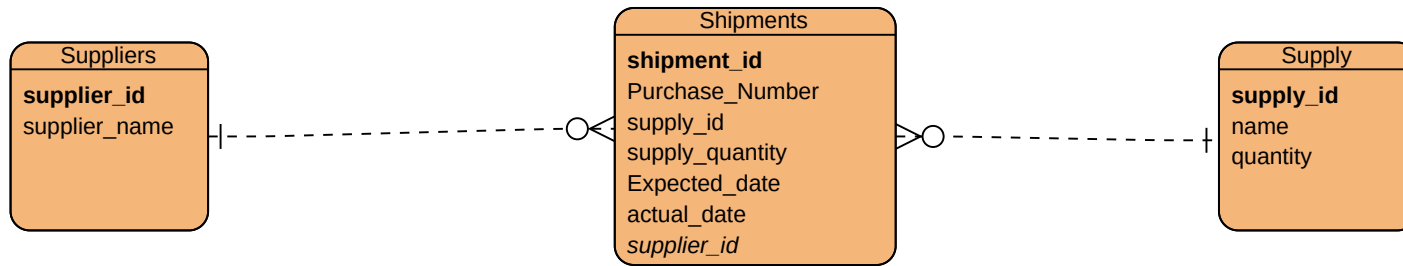 Suppliers
supplier_id
supplier_name
Shipments
shipment_id
Purchase_Number
supply_id
supply_quantity
Expected_date
actual_date
supplier_id
Supply
supply_id
name
quantity